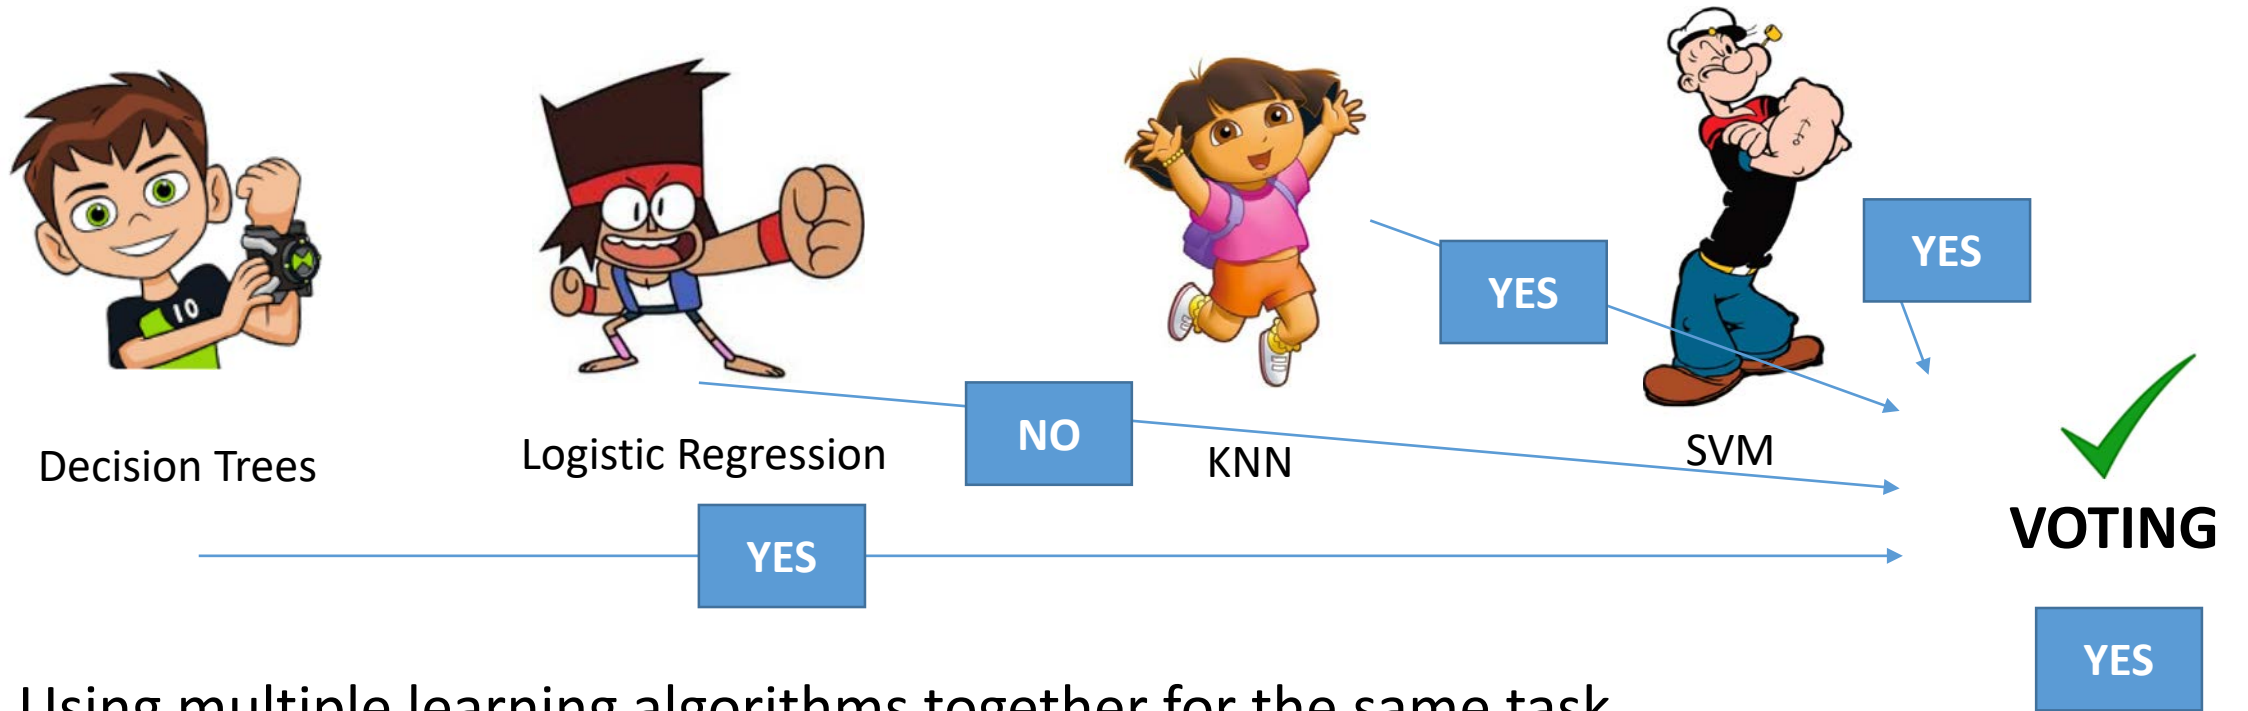 10
YES
YES
NO
Decision Trees
Logistic Regression
KNN
SVM
YES
VOTING
YES
Using multiple learning algorithms together for the same task